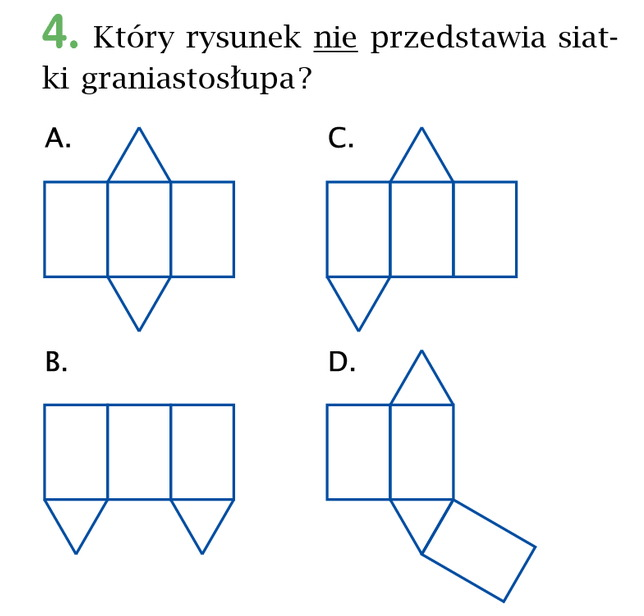 4. Który rysunek nie przedstawia siat-
ki graniastosłupa?
A.
C.
B.
D.